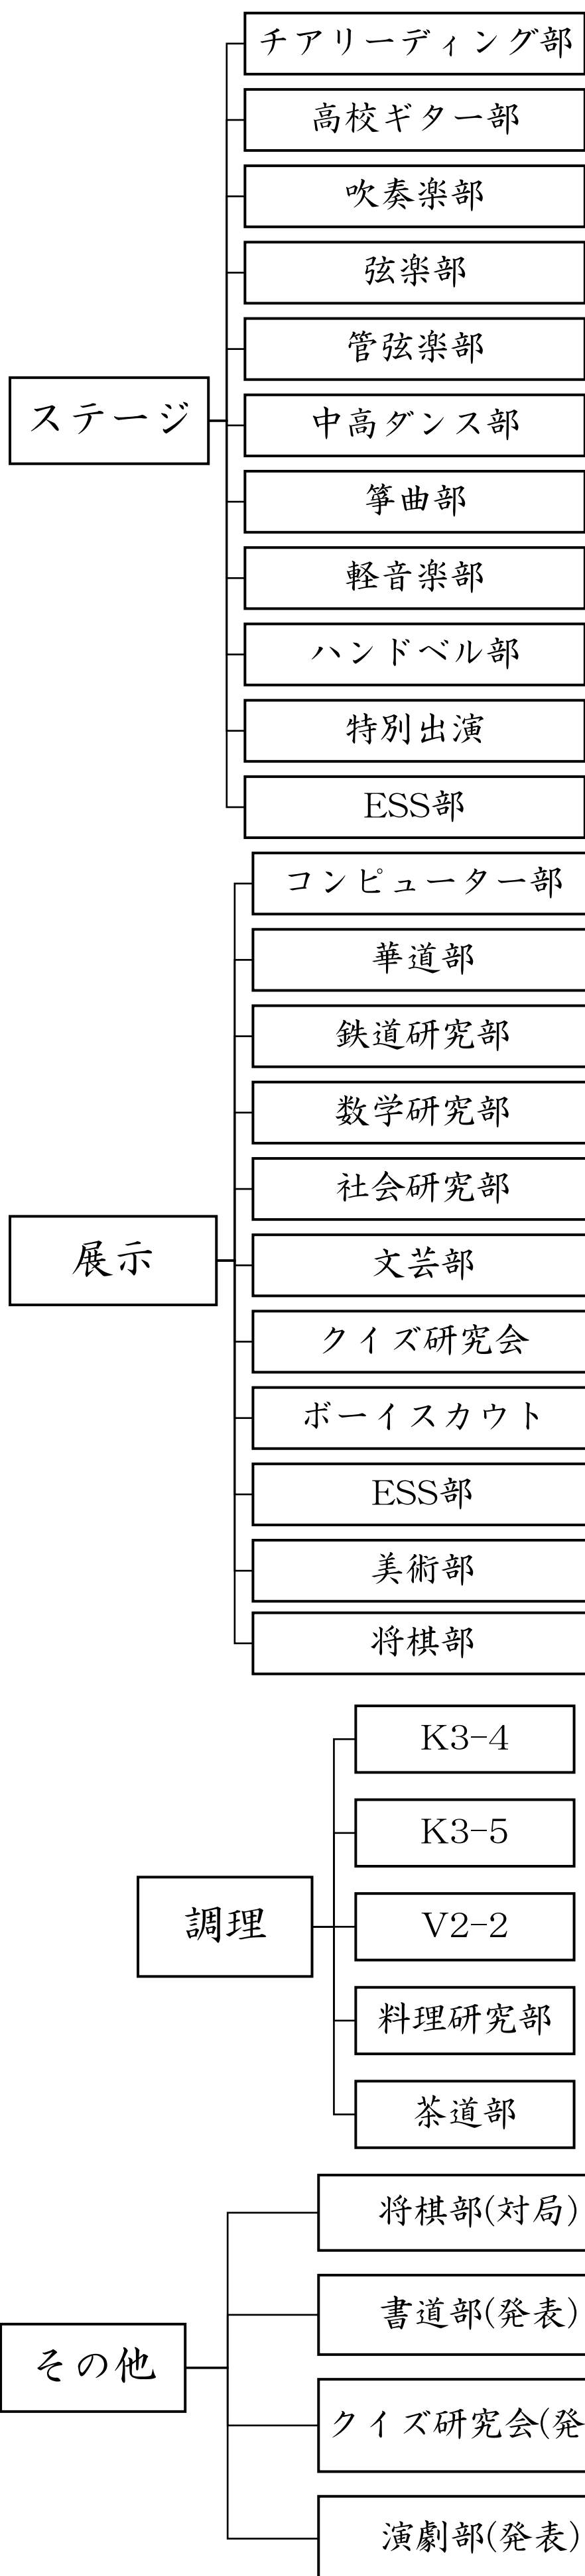 ステージ
チアリーディング部
高校ギター部
吹奏楽部
弦楽部
管弦楽部
中高ダンス部
箏曲部
軽音楽部
ハンドベル部
特別出演
ESS部
展示
コンピューター部
華道部
鉄道研究部
数学研究部
社会研究部
文芸部
クイズ研究会
ボーイスカウト
ESS部
美術部
将棋部
調理
K3-4
K3-5
V2-2
料理研究部
茶道部
その他
将棋部(対局)
書道部(発表)
クイズ研究会(発
演劇部(発表)